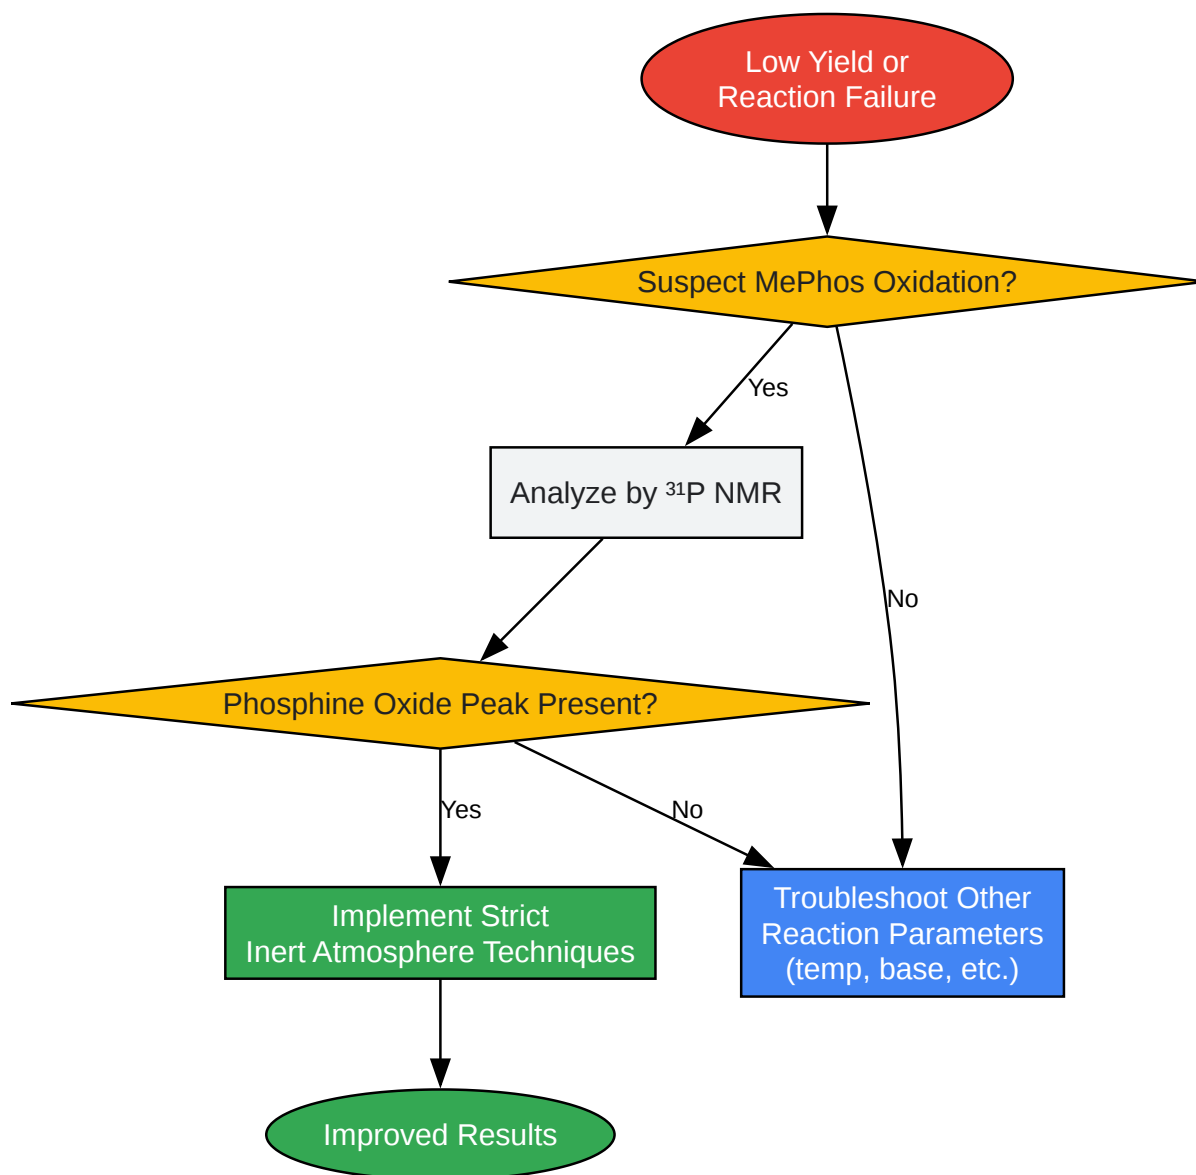 Low Yield or
Reaction Failure
Suspect MePhos Oxidation?
Yes
Analyze by ³¹P NMR
No
Phosphine Oxide Peak Present?
Yes
No
Implement Strict
Inert Atmosphere Techniques
Troubleshoot Other
Reaction Parameters
(temp, base, etc.)
Improved Results